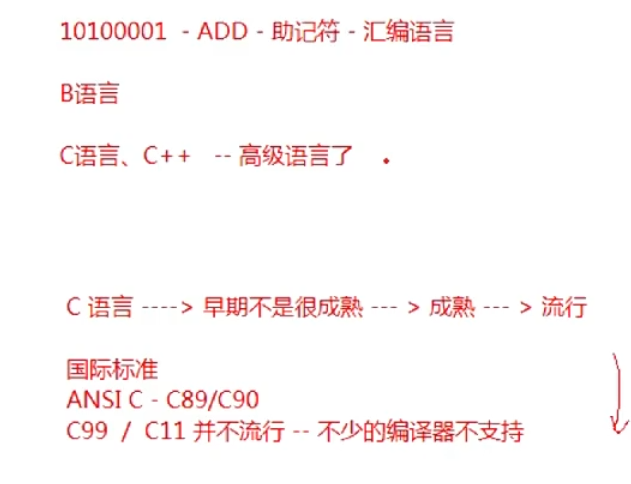 10100001 - ADD - 助记符 - 汇编语言
B语言
C语言、C++ -- 高级语言了 .
C 语言 ----> 早期不是很成熟 --- > 成熟 --- > 流行
国际标准
ANSI C - C89/C90
C99 / C11 并不流行 -- 不少的编译器不支持